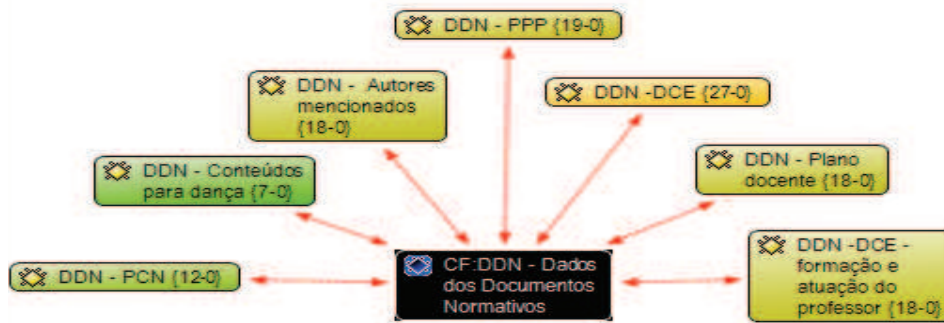 DDN - PPP {19-0}
DDN - Autores
mencionados
{18-0}
DDN -DCE {27-0}
DDN - Conteúdos
para dança {7-0}
DDN - Plano
docente {18-0}
DDN - PCN {12-0}
CF:DDN - Dados
dos Documentos
Normativos
DDN -DCE -
formação e
atuação do
professor {18-0}